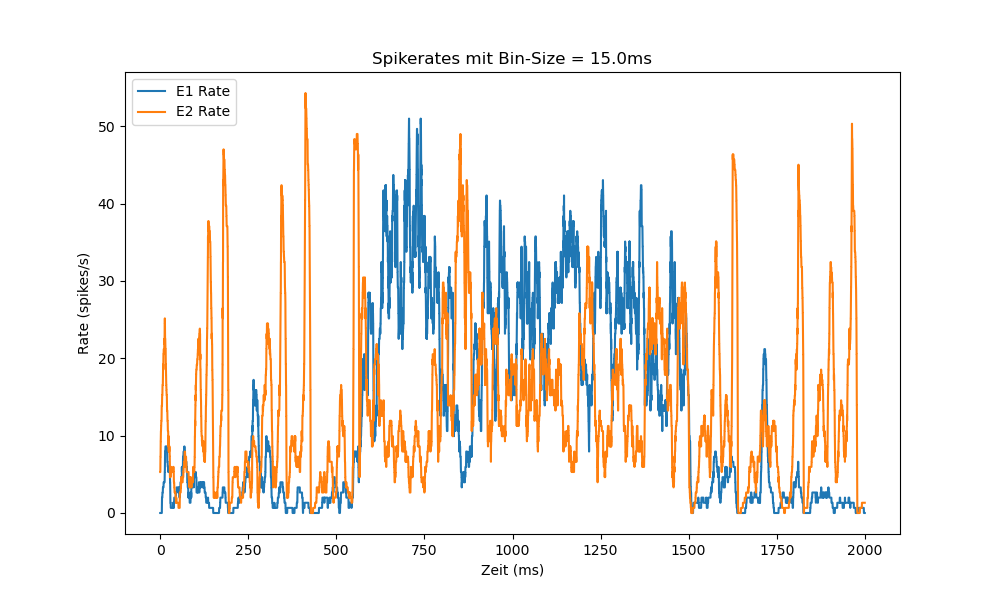 Spikerates mit Bin-Size = 15.0ms
E1 Rate
E2 Rate
Rate (spikes/s)
50
40
30
20
10
0
0 250 500 750 1000 1250 1500 1750 2000
Zeit (ms)